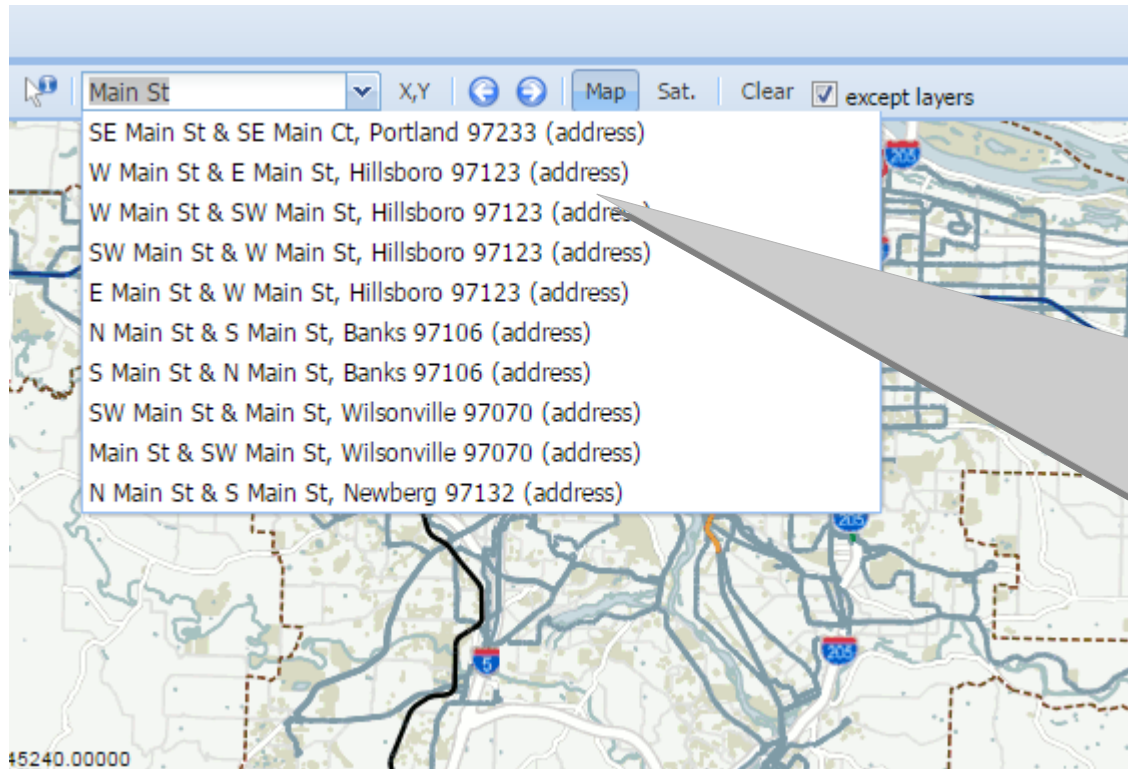 Main St X,Y Map Sat. Clear except layers
SE Main St & SE Main Ct, Portland 97233 (address)
W Main St & E Main St, Hillsboro 97123 (address)
W Main St & SW Main St, Hillsboro 97123 (address)
SW Main St & W Main St, Hillsboro 97123 (address)
E Main St & W Main St, Hillsboro 97123 (address)
N Main St & S Main St, Banks 97106 (address)
S Main St & N Main St, Banks 97106 (address)
SW Main St & Main St, Wilsonville 97070 (address)
Main St & SW Main St, Wilsonville 97070 (address)
N Main St & S Main St, Newberg 97132 (address)
205
205
5
205
45240.00000